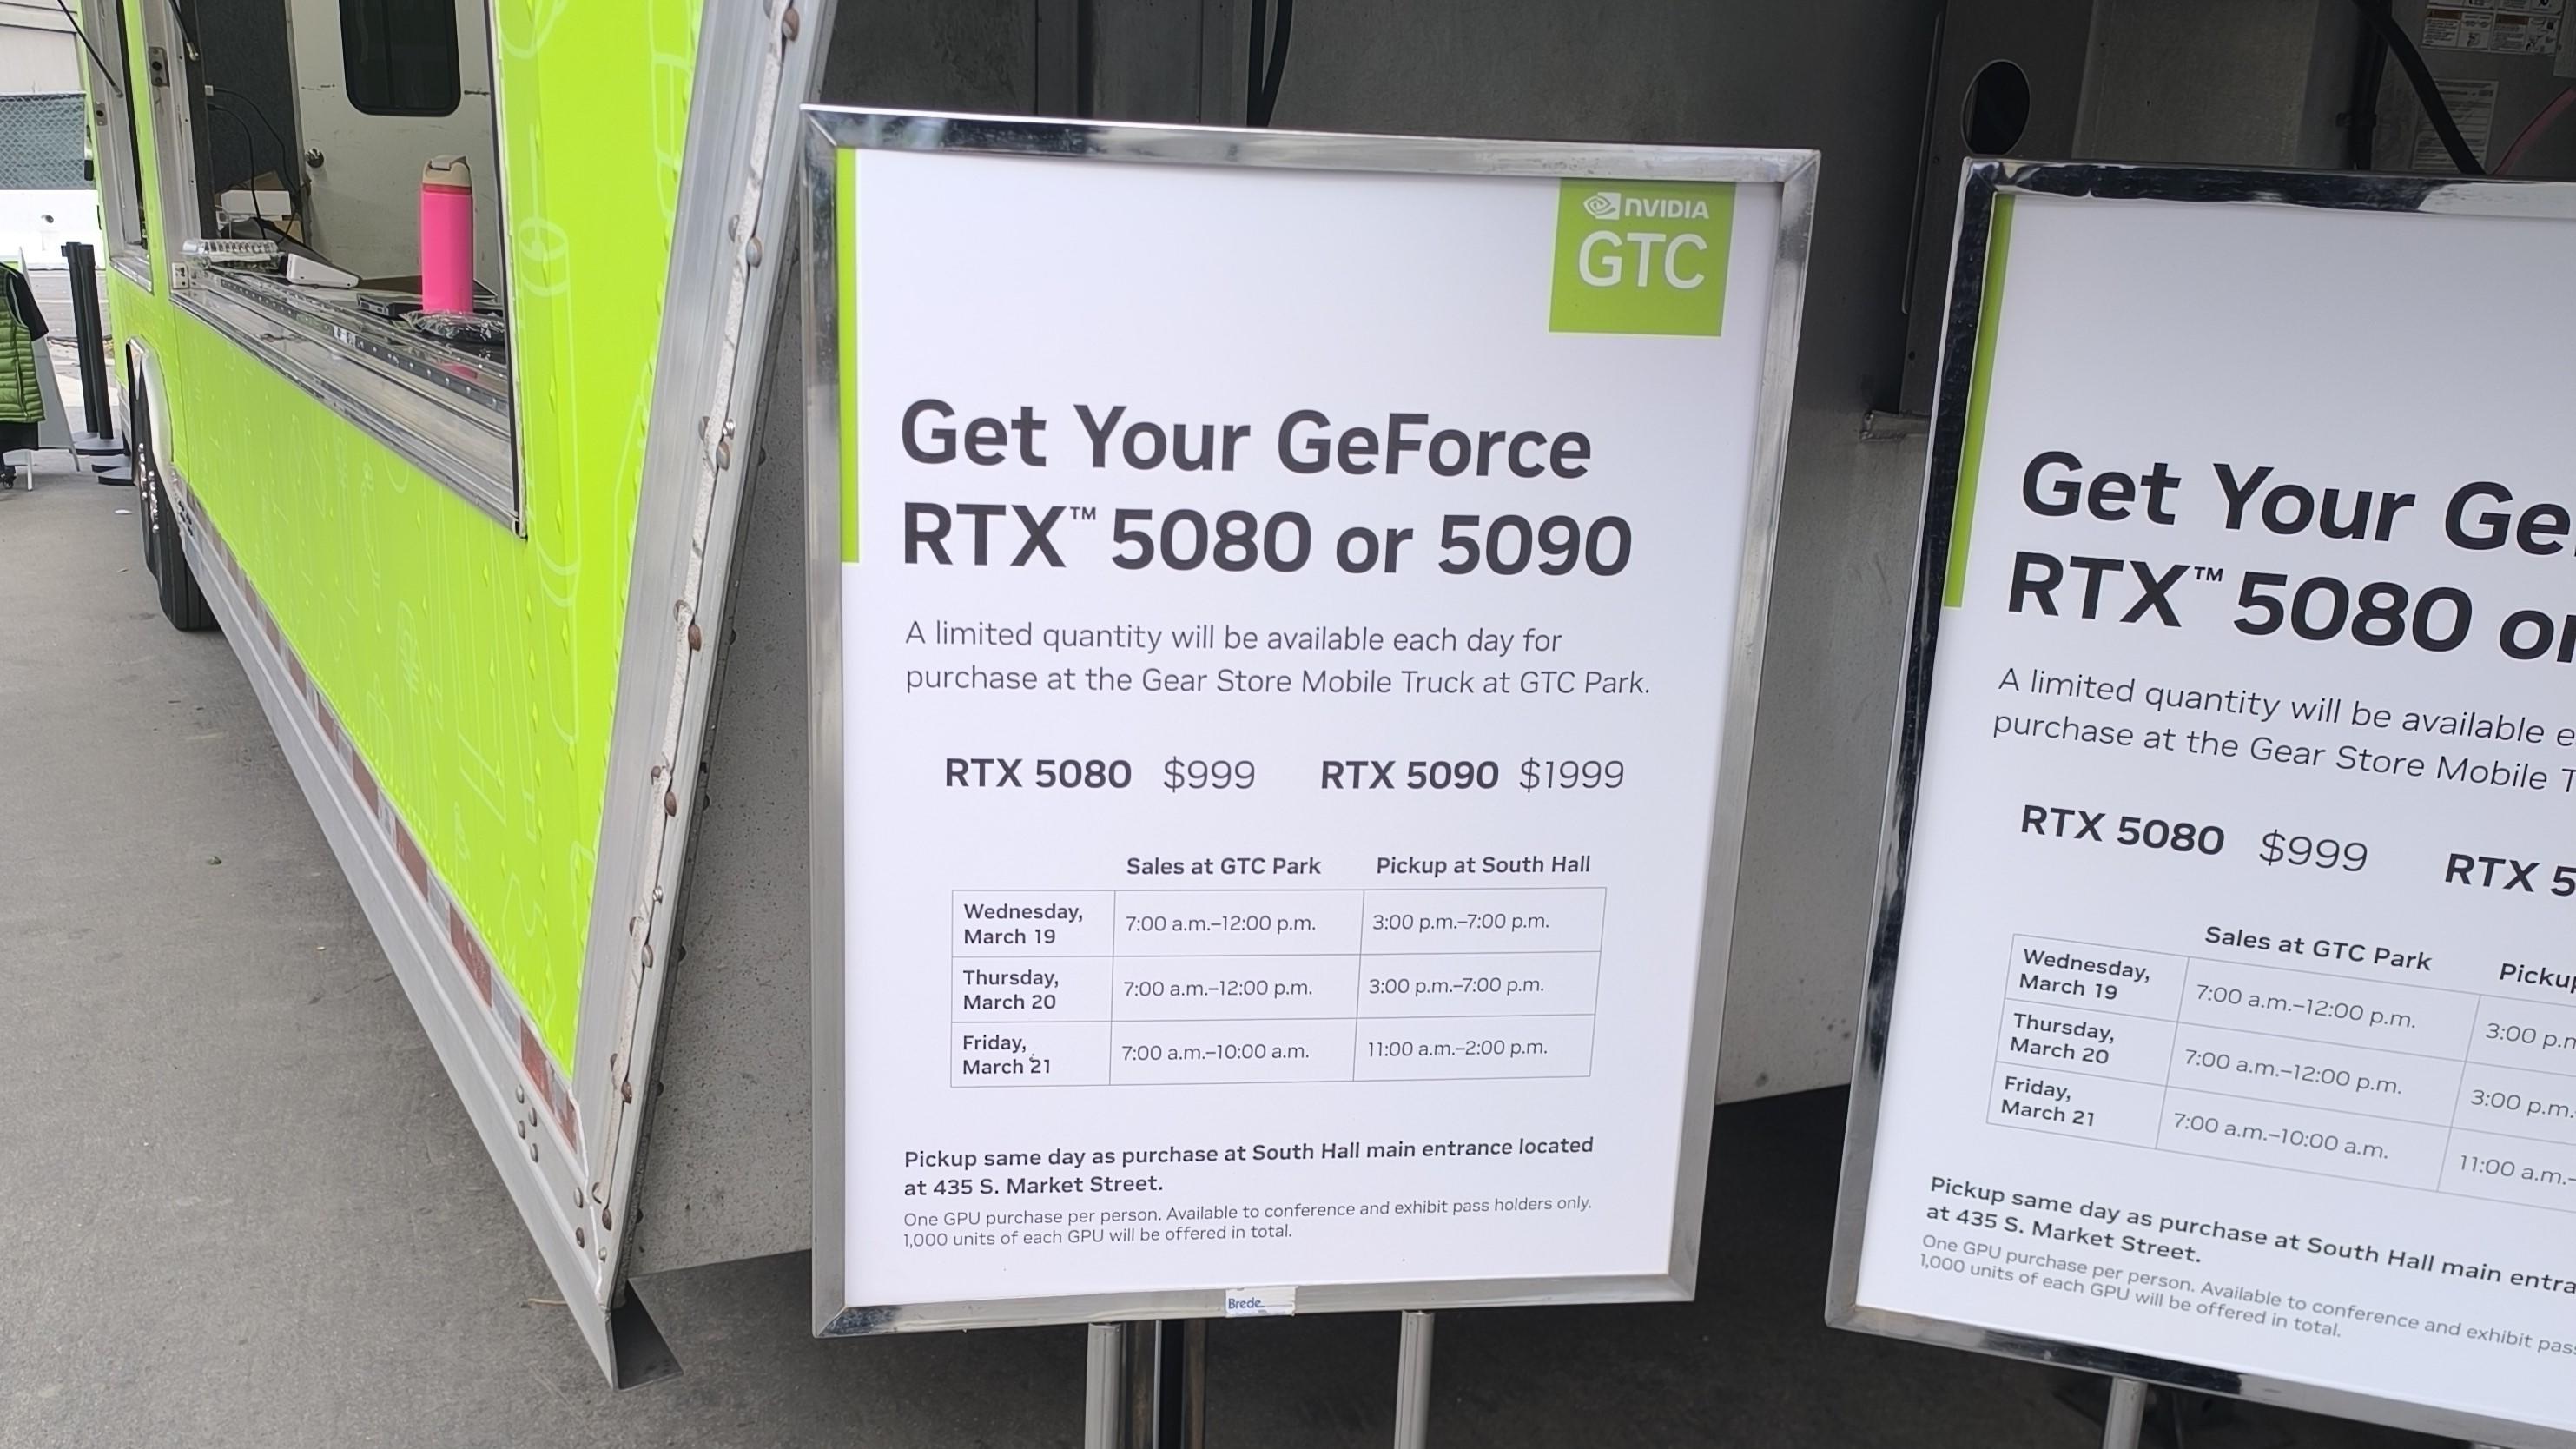 NVIDIA
GTC
Get Your GeForce
RTX™ 5080 or 5090
A limited quantity will be available each day for
purchase at the Gear Store Mobile Truck at GTC Park.
RTX 5080 $999 RTX 5090 $1999
Sales at GTC Park Pickup at South Hall
Wednesday,
March 19
7:00 a.m.–12:00 p.m.
3:00 p.m.–7:00 p.m.
Thursday,
March 20
7:00 a.m.–12:00 p.m.
3:00 p.m.–7:00 p.m.
Friday,
March 21
7:00 a.m.–10:00 a.m.
11:00 a.m.–2:00 p.m.
Pickup same day as purchase at South Hall main entrance located
at 435 S. Market Street.
One GPU purchase per person. Available to conference and exhibit pass holders only.
1,000 units of each GPU will be offered in total.
Brede
Get Your Ge
RTX™ 5080 or
A limited quantity will be available e
purchase at the Gear Store Mobile T
RTX 5080 $999 RTX 5
Sales at GTC Park Pickup
Wednesday,
March 19
7:00 a.m.–12:00 p.m.
3:00 p.m
Thursday,
March 20
7:00 a.m.–12:00 p.m.
3:00 p.m.
Friday,
March 21
7:00 a.m.–10:00 a.m.
11:00 a.m.–
Pickup same day as purchase at South Hall main entra
at 435 S. Market Street.
One GPU purchase per person. Available to conference and exhibit pass
1,000 units of each GPU will be offered in total.